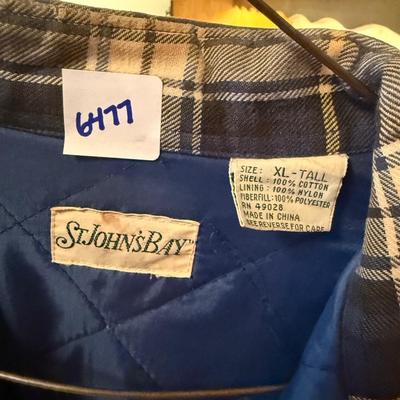 6477
ST. JOHN'S BAY
SIZE: XL-TALL
SHELL: 100% COTTON
LINING: 100% NYLON
FIBERFILL: 100% POLYESTER
RN 49028
MADE IN CHINA
SEE REVERSE FOR CARE